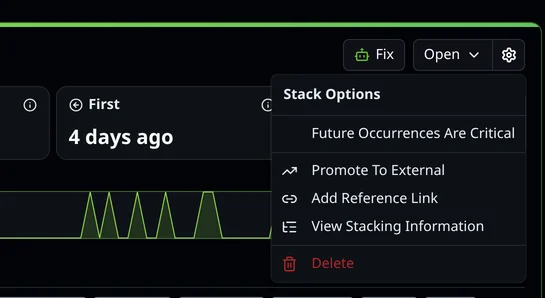 Fix
Open
First
4 days ago
Stack Options
Future Occurrences Are Critical
Promote To External
Add Reference Link
View Stacking Information
Delete